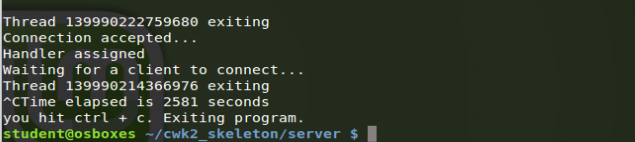 Thread 139990222759680 exiting
Connection accepted...
Handler assigned
Waiting for a client to connect...
Thread 139990214366976 exiting
^CTime elapsed is 2581 seconds
you hit ctrl + c. Exiting program.
student@osboxes ~/cwk2_skeleton/server $